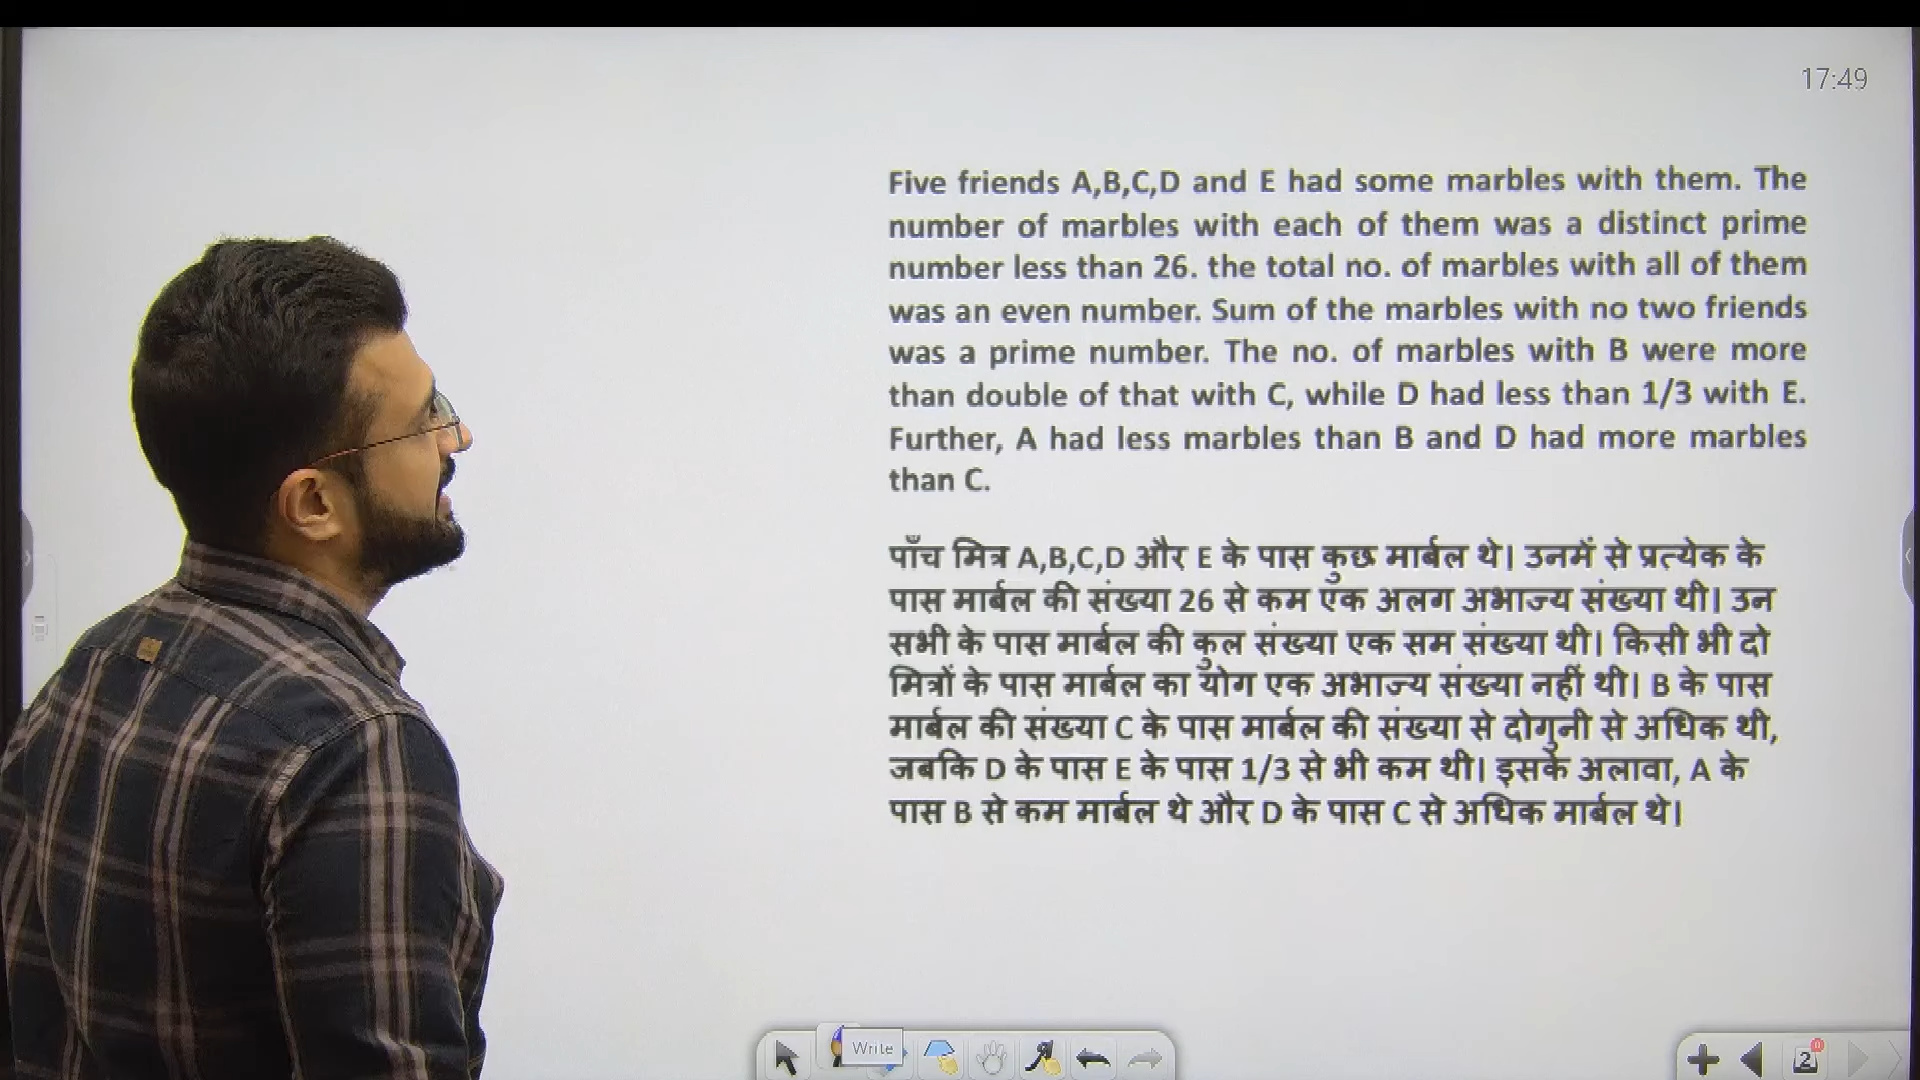 17:49
Five friends A,B,C,D and E had some marbles with them. The
number of marbles with each of them was a distinct prime
number less than 26. the total no. of marbles with all of them
was an even number. Sum of the marbles with no two friends
was a prime number. The no. of marbles with B were more
than double of that with C, while D had less than 1/3 with E.
Further, A had less marbles than B and D had more marbles
than C.
पाँच मित्र A,B,C,D और E के पास कुछ मार्बल थे। उनमें से प्रत्येक के
पास मार्बल की संख्या 26 से कम एक अलग अभाज्य संख्या थी। उन
सभी के पास मार्बल की कुल संख्या एक सम संख्या थी। किसी भी दो
मित्रों के पास मार्बल का योग एक अभाज्य संख्या नहीं थी। B के पास
मार्बल की संख्या C के पास मार्बल की संख्या से दोगुनी से अधिक थी,
जबकि D के पास E के पास 1/3 से भी कम थी। इसके अलावा, A के
पास B से कम मार्बल थे और D के पास C से अधिक मार्बल थे।
Write
2